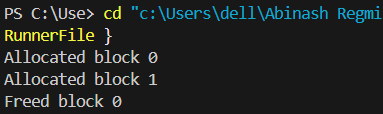 PS C:\Use> cd "c:\Users\dell\Abinash Regmi
RunnerFile }
Allocated block 0
Allocated block 1
Freed block 0